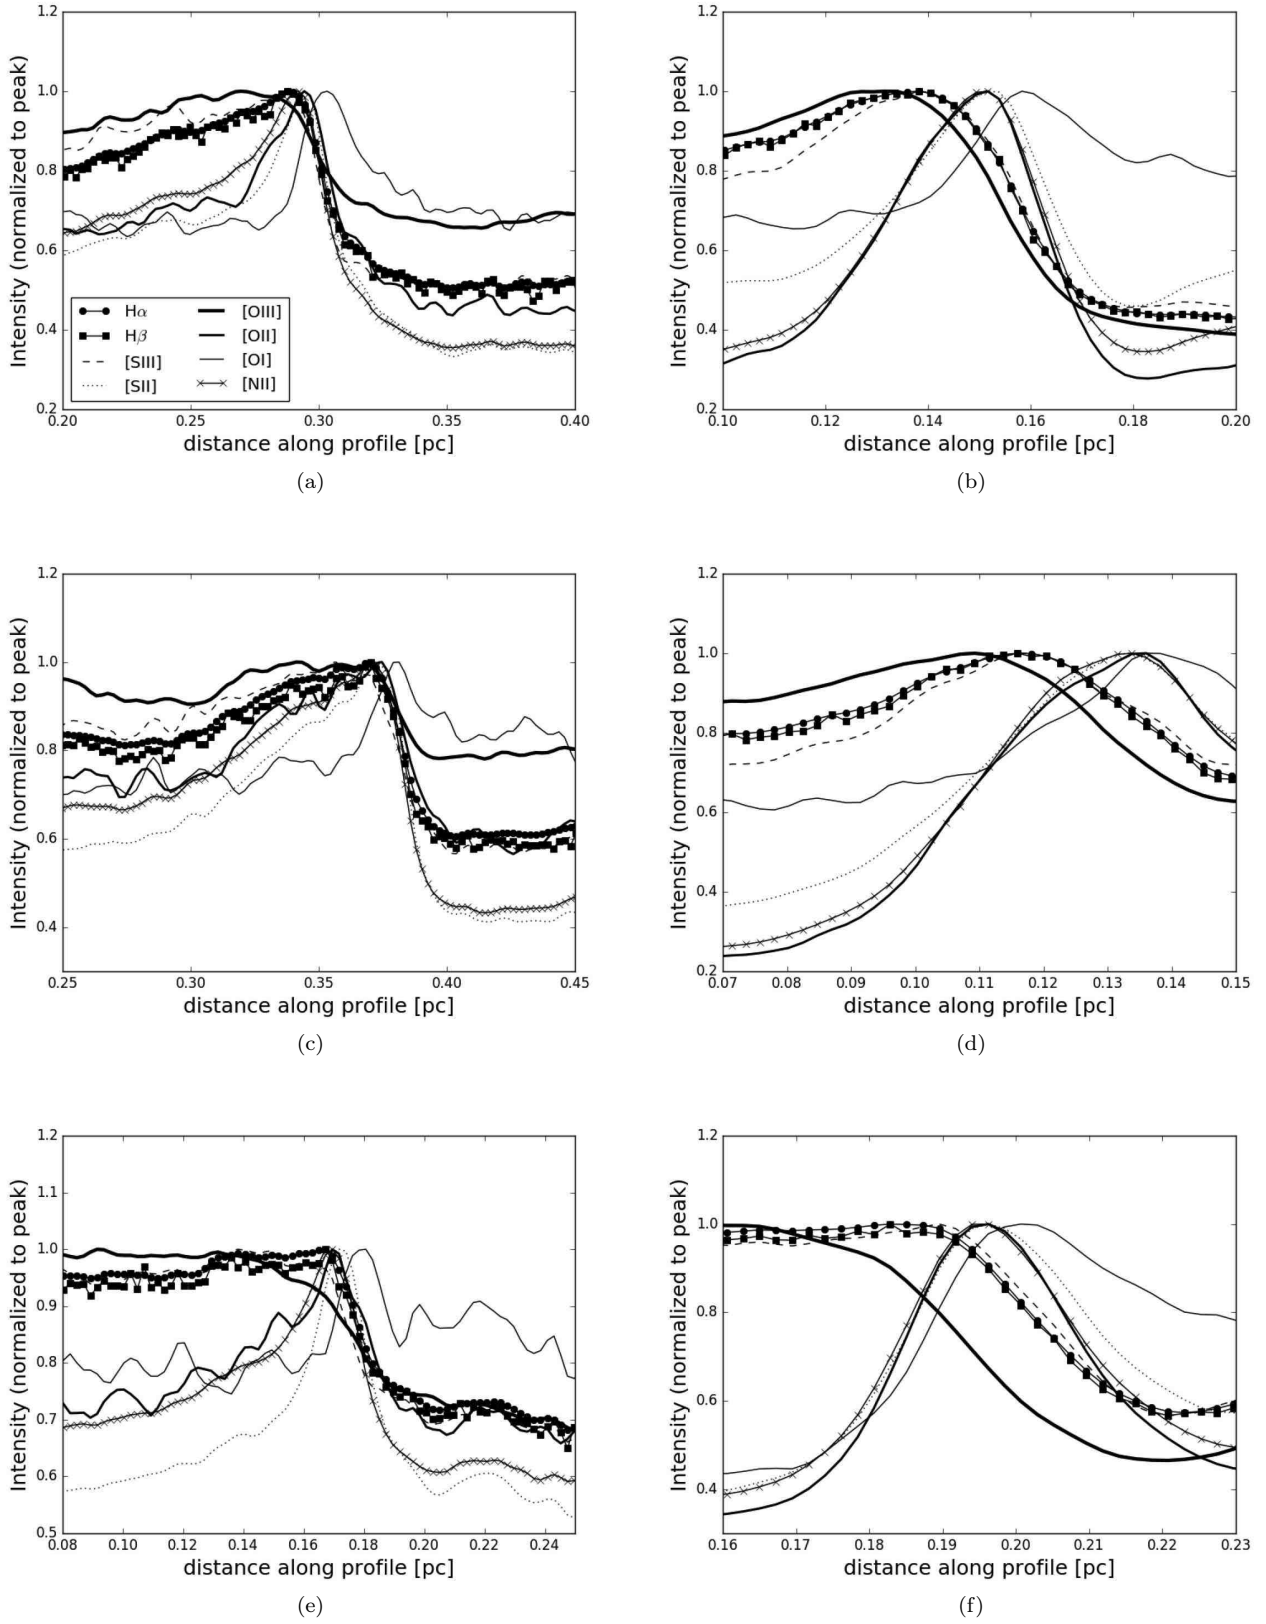 Intensity (normalized to peak)
1.2
1.0
0.8
0.6
0.4
0.2
Hα
Hβ
[SIII]
[SII]
[OIII]
[OII]
[OI]
[NII]
0.20 0.25 0.30 0.35 0.40
distance along profile [pc]
(a)
Intensity (normalized to peak)
1.2
1.0
0.8
0.6
0.4
0.2
0.10 0.12 0.14 0.16 0.18 0.20
distance along profile [pc]
(b)
Intensity (normalized to peak)
1.2
1.0
0.8
0.6
0.4
0.25 0.30 0.35 0.40 0.45
distance along profile [pc]
(c)
Intensity (normalized to peak)
1.2
1.0
0.8
0.6
0.4
0.2
0.07 0.08 0.09 0.10 0.11 0.12 0.13 0.14 0.15
distance along profile [pc]
(d)
Intensity (normalized to peak)
1.2
1.1
1.0
0.9
0.8
0.7
0.6
0.5
0.08 0.10 0.12 0.14 0.16 0.18 0.20 0.22 0.24
distance along profile [pc]
(e)
Intensity (normalized to peak)
1.2
1.0
0.8
0.6
0.4
0.16 0.17 0.18 0.19 0.20 0.21 0.22 0.23
distance along profile [pc]
(f)